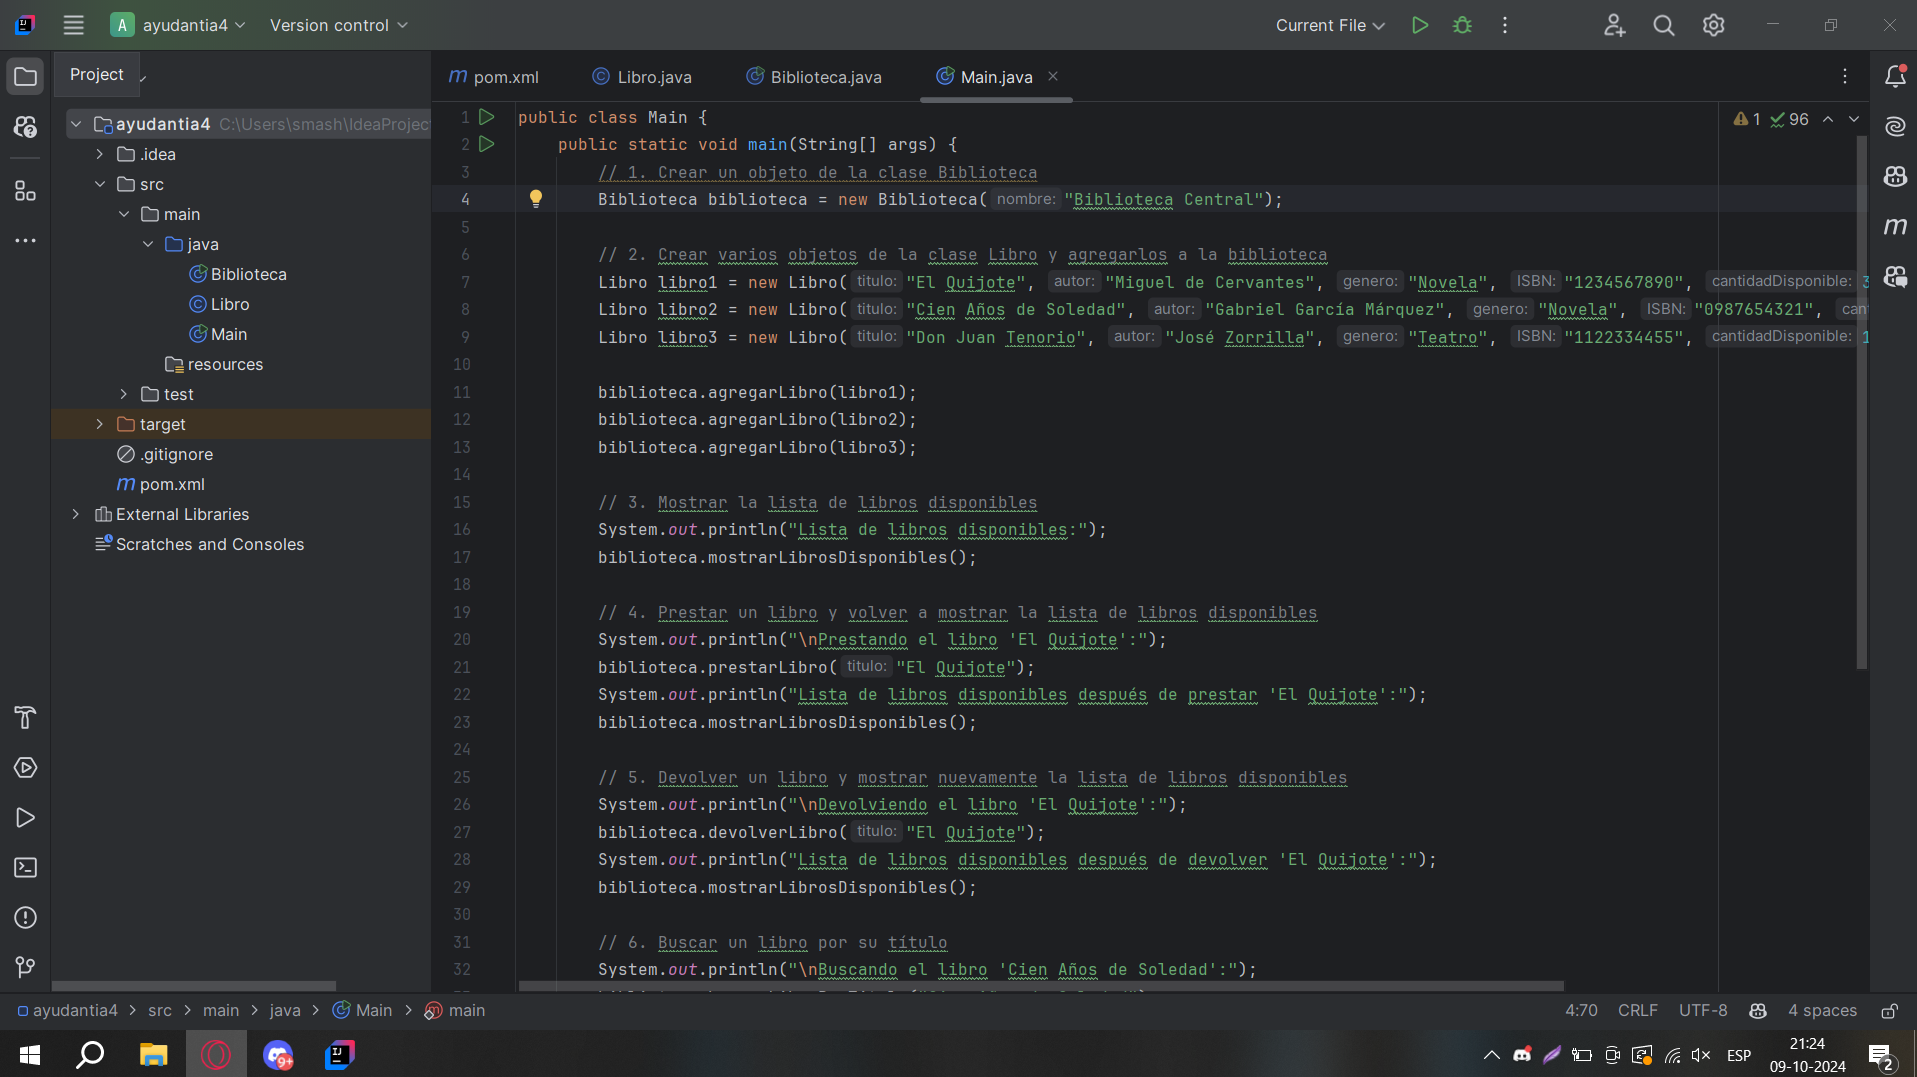 A ayudantia4 Version control Current File
Project
pom.xml Libro.java Biblioteca.java Main.java
ayudantia4 C:\Users\smash\IdeaProjec
.idea
src
main
java
Biblioteca
Libro
Main
resources
test
target
.gitignore
pom.xml
External Libraries
Scratches and Consoles
1 96
1 public class Main {
2 public static void main(String[] args) {
3 // 1. Crear un objeto de la clase Biblioteca
4 Biblioteca biblioteca = new Biblioteca( nombre: "Biblioteca Central");
5
6 // 2. Crear varios objetos de la clase Libro y agregarlos a la biblioteca
7 Libro libro1 = new Libro( titulo: "El Quijote", autor: "Miguel de Cervantes", genero: "Novela", ISBN: "1234567890", cantidadDisponible: 3
8 Libro libro2 = new Libro( titulo: "Cien Años de Soledad", autor: "Gabriel García Márquez", genero: "Novela", ISBN: "0987654321", can
9 Libro libro3 = new Libro( titulo: "Don Juan Tenorio", autor: "José Zorrilla", genero: "Teatro", ISBN: "1122334455", cantidadDisponible: 1
10
11 biblioteca.agregarLibro(libro1);
12 biblioteca.agregarLibro(libro2);
13 biblioteca.agregarLibro(libro3);
14
15 // 3. Mostrar la lista de libros disponibles
16 System.out.println("Lista de libros disponibles:");
17 biblioteca.mostrarLibrosDisponibles();
18
19 // 4. Prestar un libro y volver a mostrar la lista de libros disponibles
20 System.out.println("\nPrestando el libro 'El Quijote':");
21 biblioteca.prestarLibro( titulo: "El Quijote");
22 System.out.println("Lista de libros disponibles después de prestar 'El Quijote':");
23 biblioteca.mostrarLibrosDisponibles();
24
25 // 5. Devolver un libro y mostrar nuevamente la lista de libros disponibles
26 System.out.println("\nDevolviendo el libro 'El Quijote':");
27 biblioteca.devolverLibro( titulo: "El Quijote");
28 System.out.println("Lista de libros disponibles después de devolver 'El Quijote':");
29 biblioteca.mostrarLibrosDisponibles();
30
31 // 6. Buscar un libro por su título
32 System.out.println("\nBuscando el libro 'Cien Años de Soledad':");
ayudantia4 > src > main > java > Main > main 4:70 CRLF UTF-8 4 spaces
9+ ESP 21:24
09-10-2024 2